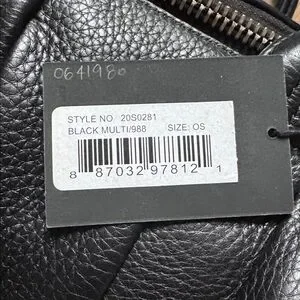 0641980
STYLE NO 20S0281
BLACK MULTI/988 SIZE: OS
8 87032 97812 1